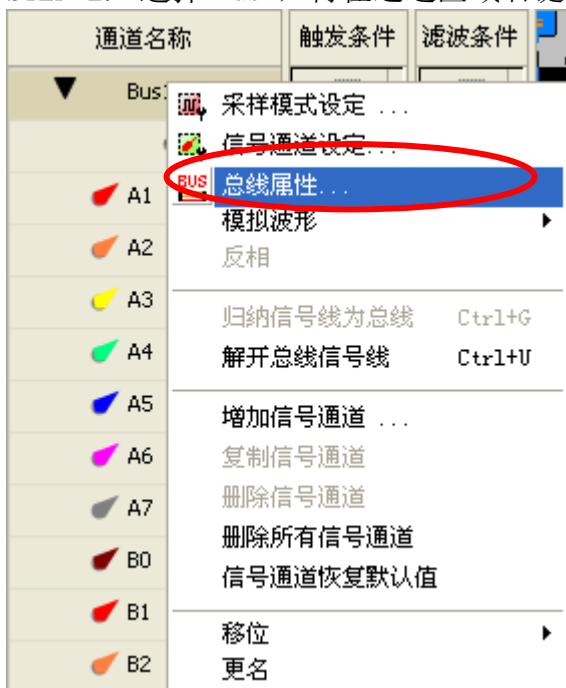 通道名称 触发条件 滤波条件
Bus
采样模式设定 ...
信号通道设定...
A1 BUS 总线属性...
A2 模拟波形
反相
A3 归纳信号线为总线 Ctrl+G
A4 解开总线信号线 Ctrl+U
A5 增加信号通道 ...
A6 复制信号通道
A7 删除信号通道
删除所有信号通道
B0 信号通道恢复默认值
B1 移位
B2 更名